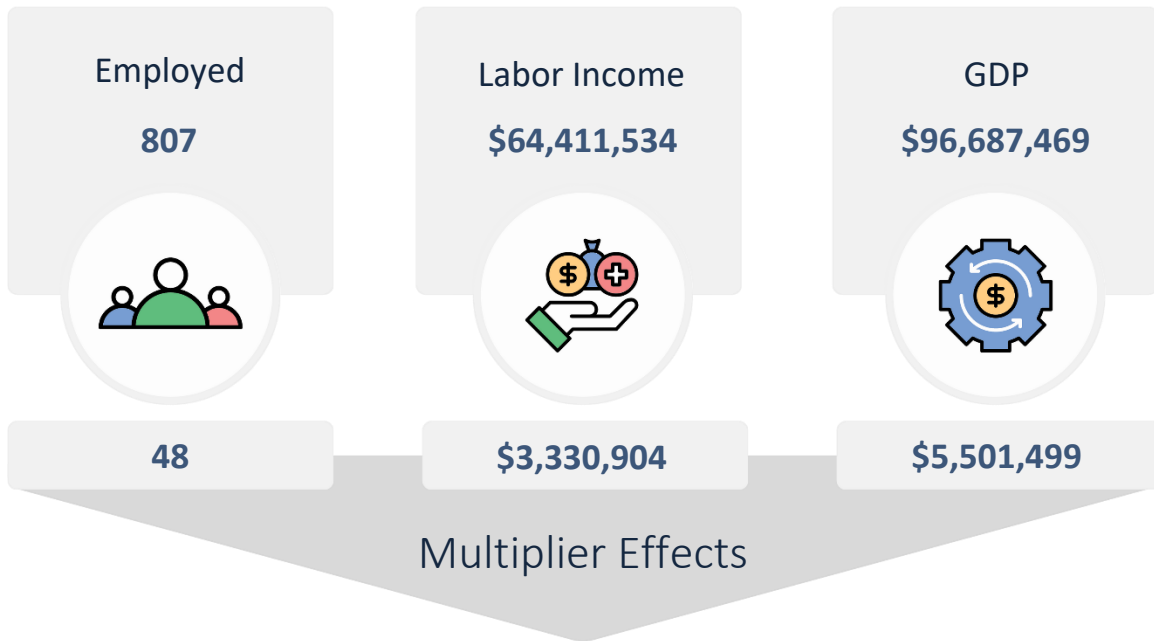 Employed
807
Labor Income
$64,411,534
GDP
$96,687,469
$
$
48
$3,330,904
$5,501,499
Multiplier Effects